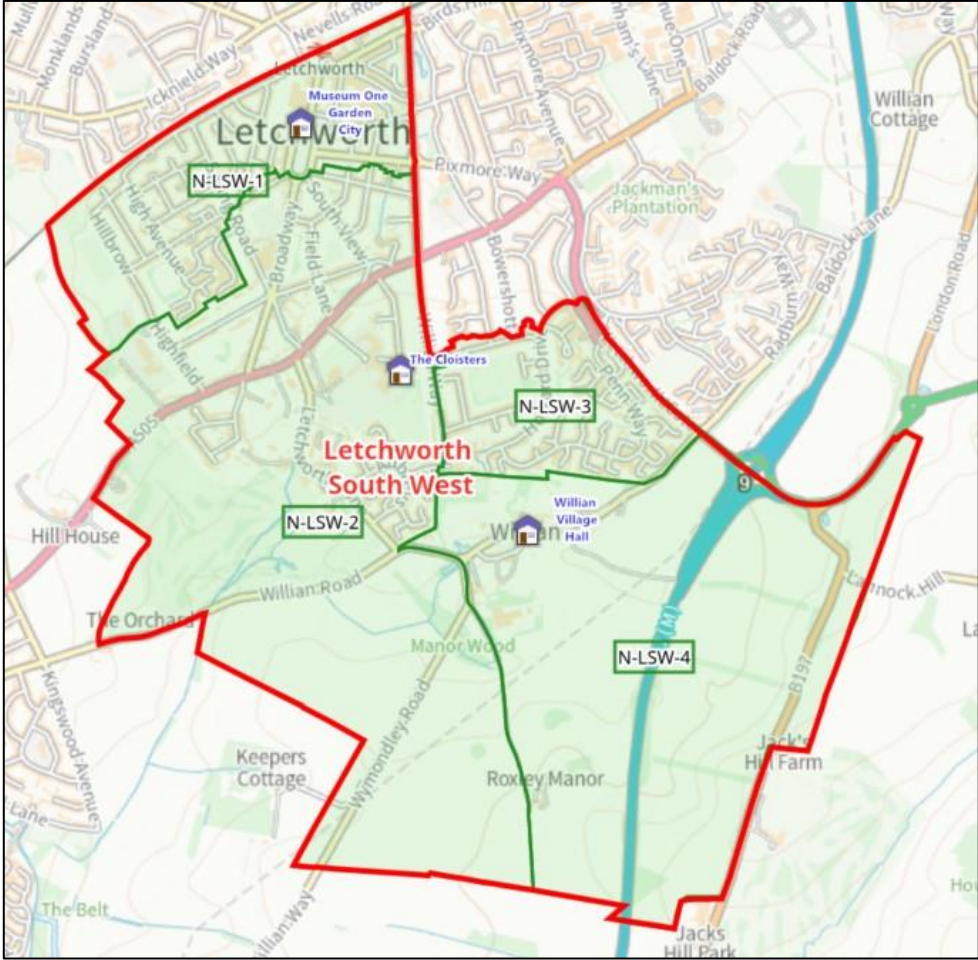 Nevells Road
Birds Hill
Icknield Way
Monklands
Bursland
Letchworth
Museum One
Garden
City
Letchworth
N-LSW-1
Pixmore Way
Pixmore Avenue
Baldock Road
Willian
Cottage
Jackman's
Plantation
Hillbrow
High Avenue
Road
Broadway
South View
Field Lane
Bowershott
Baldock Lane
Radburn Way
London Road
Highfield
The Cloisters
N-LSW-3
Penn Way
A505
Letchworth
South West
N-LSW-2
Willian
Village
Hall
Willian
9
Hill House
Willian Road
The Orchard
Manor Wood
(M)
N-LSW-4
Lannock Hill
B197
Kingswood Avenue
Keepers
Cottage
Wymondley Road
Roxley Manor
Jack's
Hill Farm
Lane
The Belt
Jacks
Hill Park